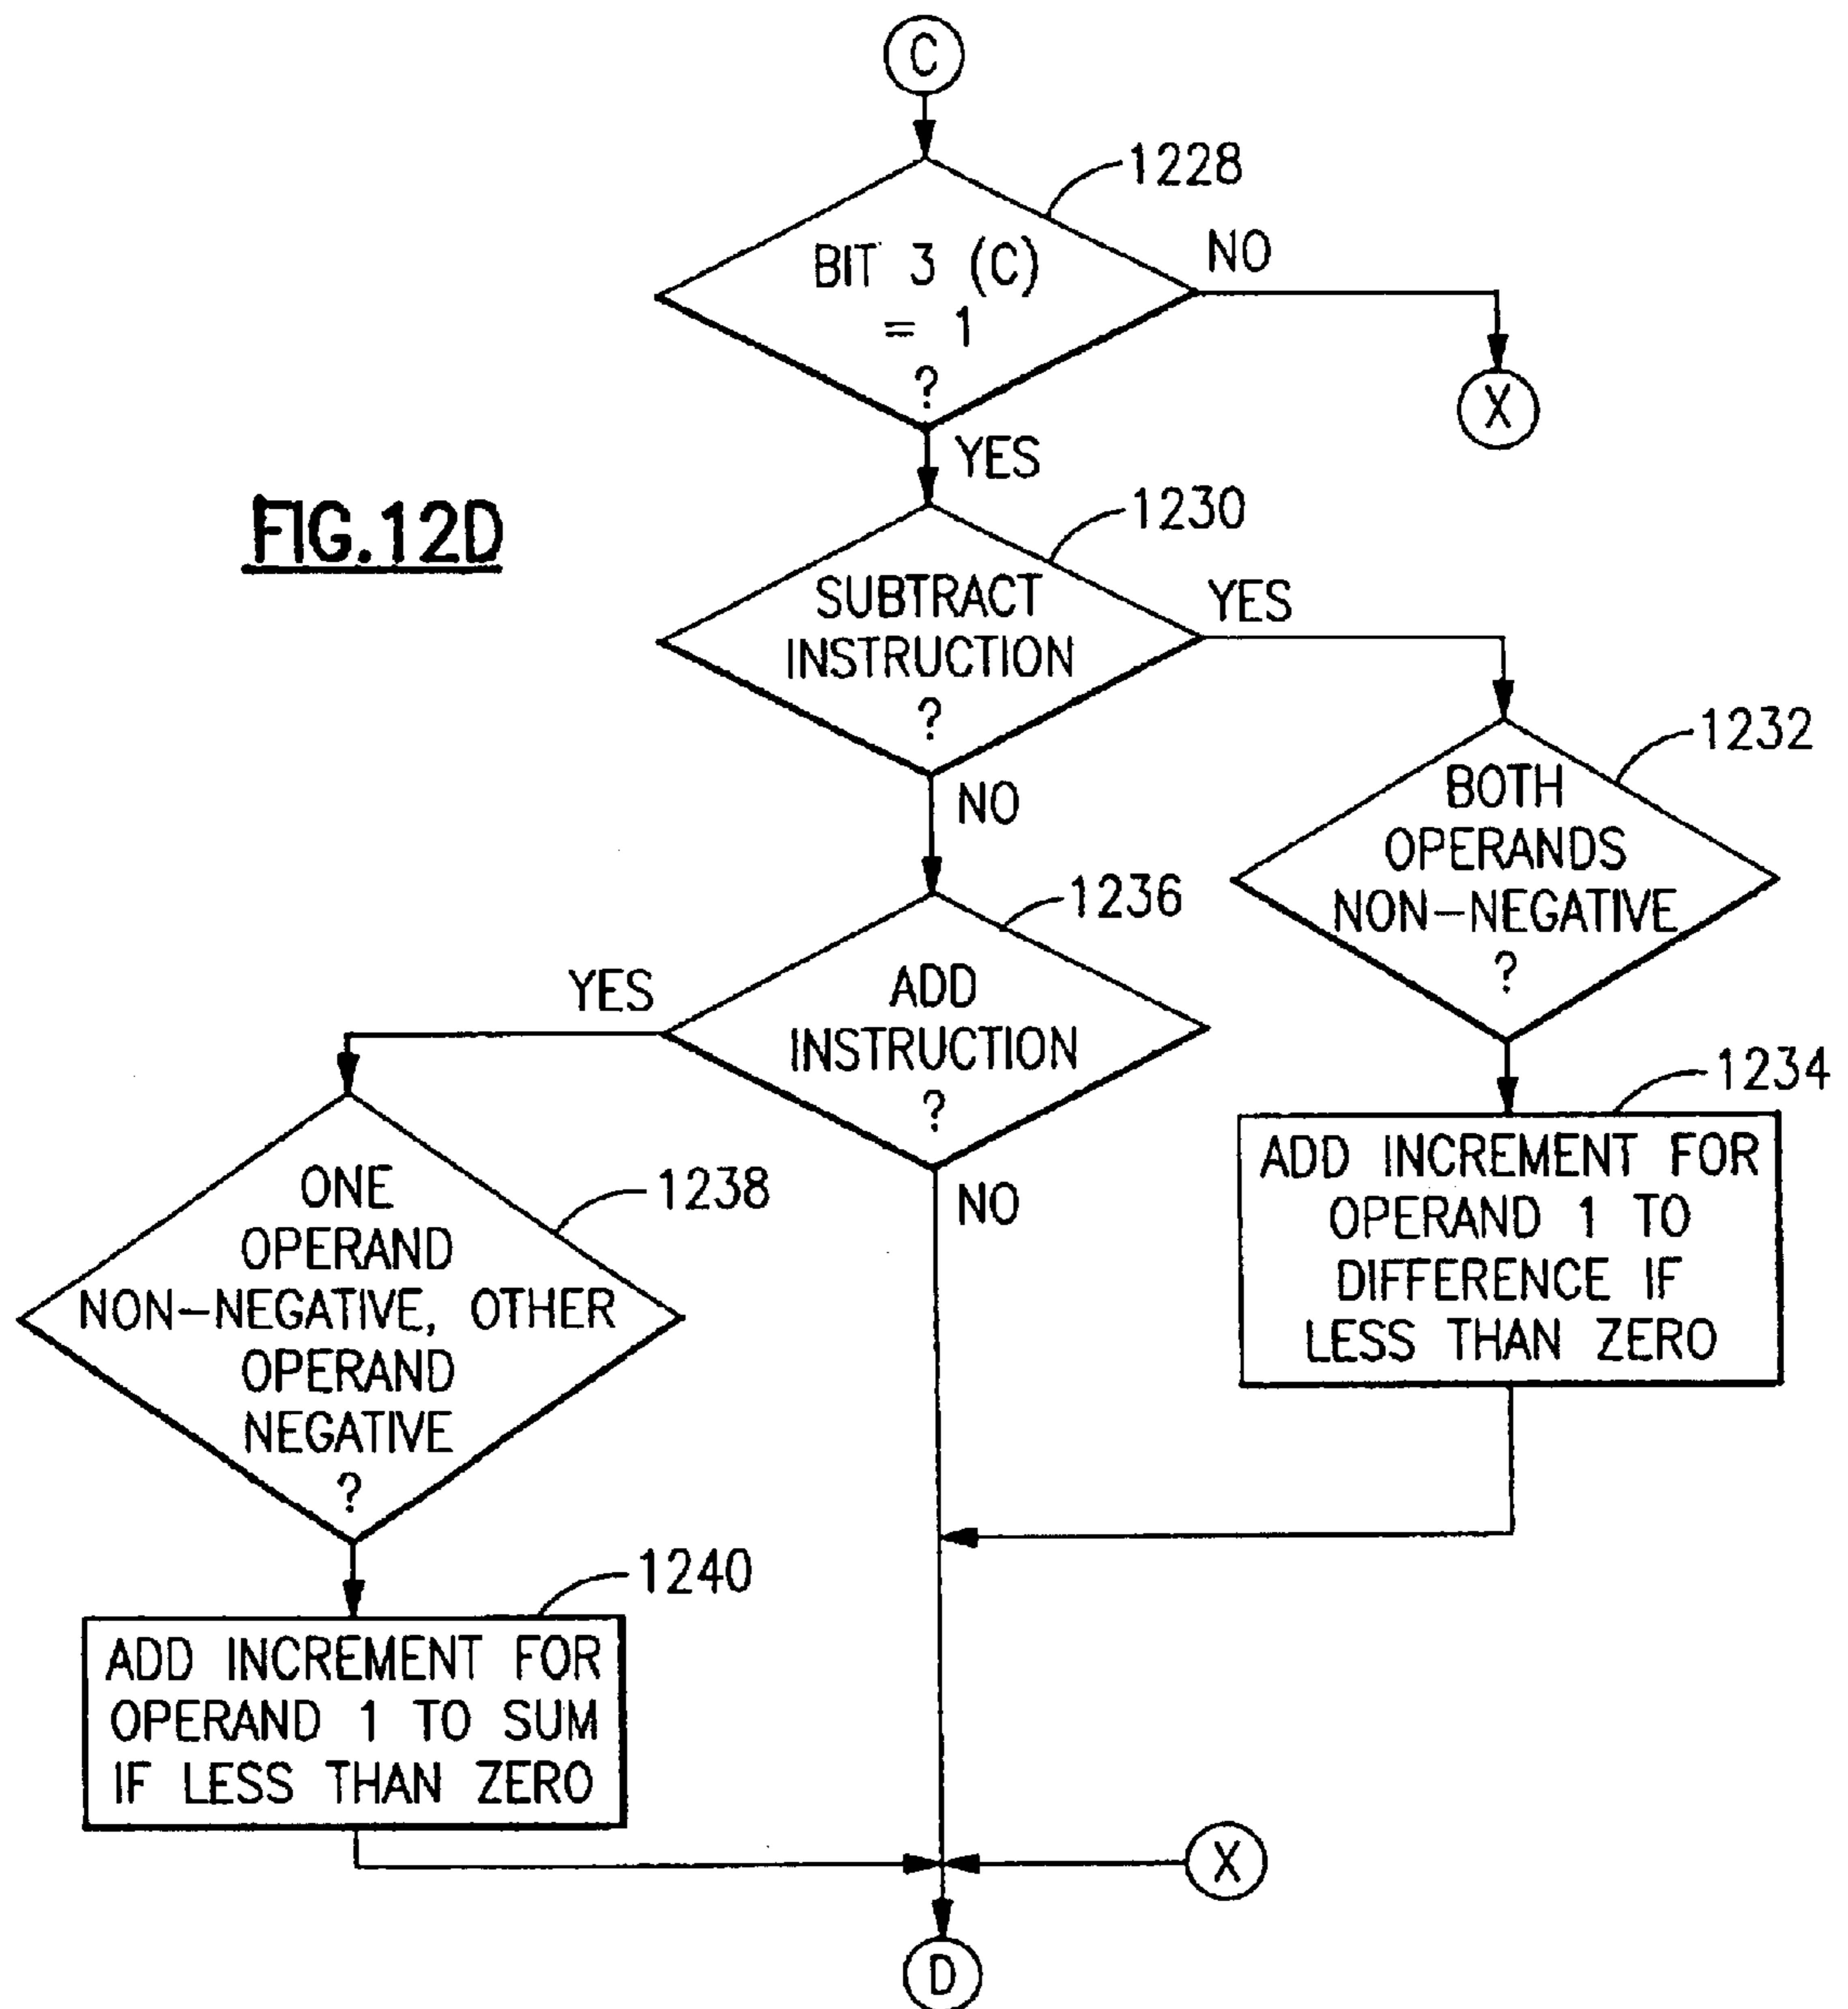 C
1228
BIT 3 (C)
= 1
?
NO
X
YES
FIG.12D
1230
SUBTRACT
INSTRUCTION
?
YES
NO
1232
BOTH
OPERANDS
NON-NEGATIVE
?
1236
ADD
INSTRUCTION
?
YES
NO
1234
ADD INCREMENT FOR
OPERAND 1 TO
DIFFERENCE IF
LESS THAN ZERO
1238
ONE
OPERAND
NON-NEGATIVE, OTHER
OPERAND
NEGATIVE
?
1240
ADD INCREMENT FOR
OPERAND 1 TO SUM
IF LESS THAN ZERO
X
D